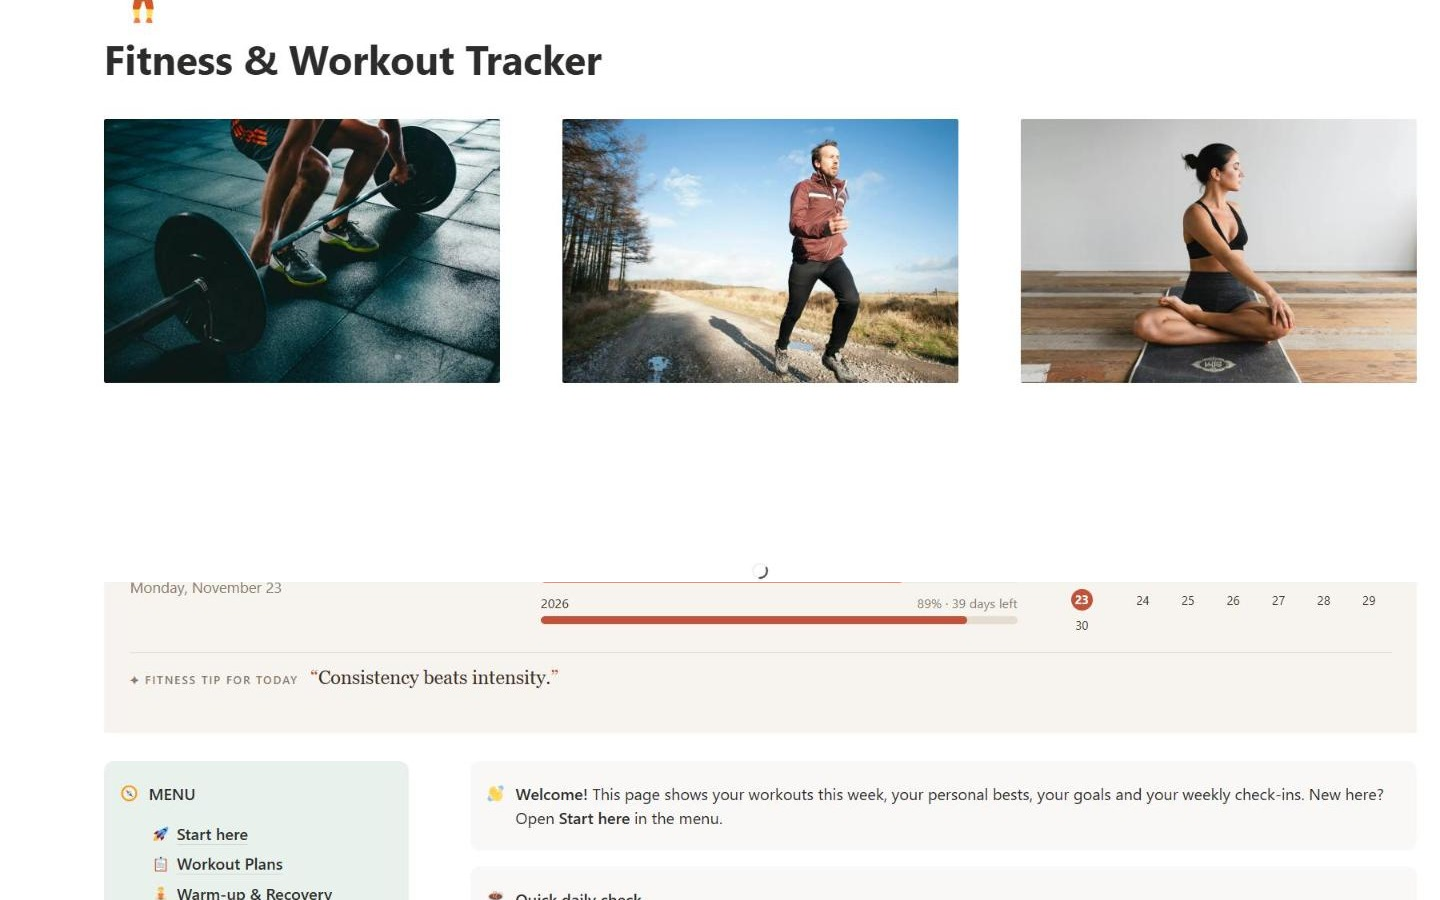 Fitness & Workout Tracker
Monday, November 23
2026
89% · 39 days left
23 24 25 26 27 28 29
30
✦ FITNESS TIP FOR TODAY “Consistency beats intensity.”
MENU
Start here
Workout Plans
Warm-up & Recovery
Welcome! This page shows your workouts this week, your personal bests, your goals and your weekly check-ins. New here?
Open Start here in the menu.
Quick daily check